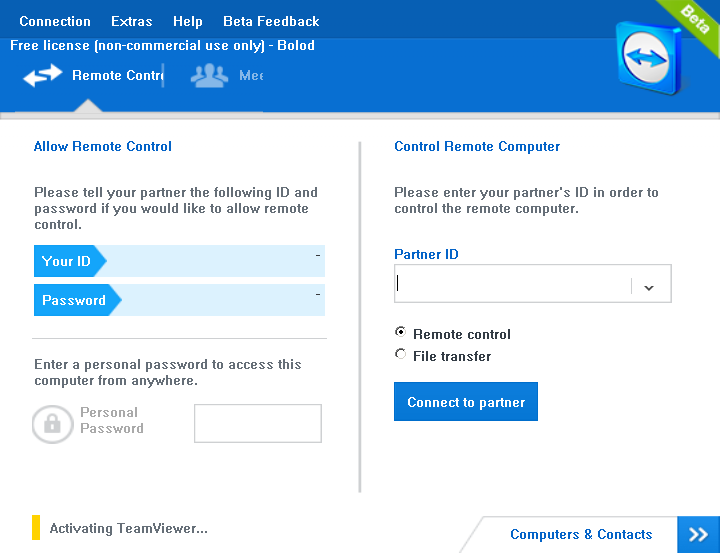 Connection Extras Help Beta Feedback
Beta
Free license (non-commercial use only) - Bolod
Remote Contr Mee
Allow Remote Control
Please tell your partner the following ID and
password if you would like to allow remote
control.
Your ID -
Password -
Enter a personal password to access this
computer from anywhere.
Personal
Password
Control Remote Computer
Please enter your partner's ID in order to
control the remote computer.
Partner ID
Remote control
File transfer
Connect to partner
Activating TeamViewer...
Computers & Contacts